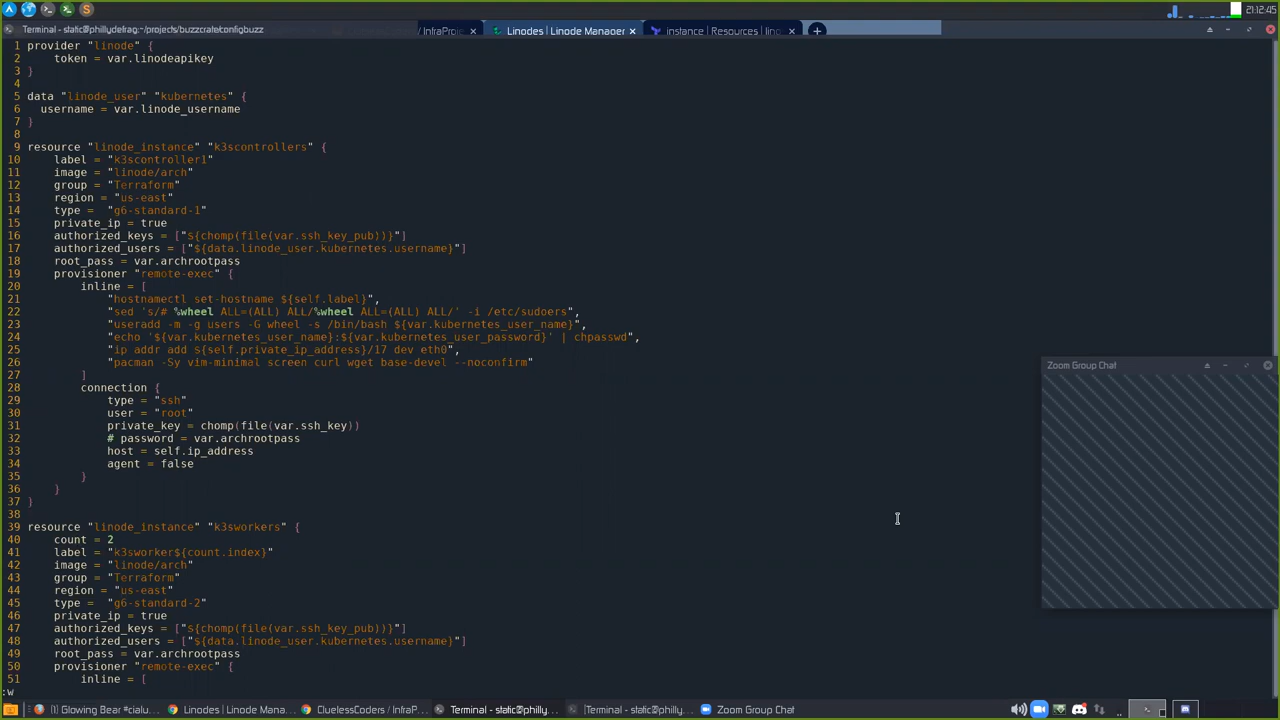 21:12:45
Terminal - static@phillydefrag:~/projects/buzzcrate/configbuzz
/ InfraProj
Linodes | Linode Manager
instance | Resources | lin
1 provider "linode" {
2 token = var.linodeapikey
3 }
4
5 data "linode_user" "kubernetes" {
6 username = var.linode_username
7 }
8
9 resource "linode_instance" "k3scontrollers" {
10 label = "k3scontroller1"
11 image = "linode/arch"
12 group = "Terraform"
13 region = "us-east"
14 type = "g6-standard-1"
15 private_ip = true
16 authorized_keys = ["${chomp(file(var.ssh_key_pub))}"]
17 authorized_users = ["${data.linode_user.kubernetes.username}"]
18 root_pass = var.archrootpass
19 provisioner "remote-exec" {
20 inline = [
21 "hostnamectl set-hostname ${self.label}",
22 "sed 's/# %wheel ALL=(ALL) ALL/%wheel ALL=(ALL) ALL/' -i /etc/sudoers",
23 "useradd -m -g users -G wheel -s /bin/bash ${var.kubernetes_user_name}",
24 "echo '${var.kubernetes_user_name}:${var.kubernetes_user_password}' | chpasswd",
25 "ip addr add ${self.private_ip_address}/17 dev eth0",
26 "pacman -Sy vim-minimal screen curl wget base-devel --noconfirm"
27 ]
28 connection {
29 type = "ssh"
30 user = "root"
31 private_key = chomp(file(var.ssh_key))
32 # password = var.archrootpass
33 host = self.ip_address
34 agent = false
35 }
36 }
37 }
38
39 resource "linode_instance" "k3sworkers" {
40 count = 2
41 label = "k3sworker${count.index}"
42 image = "linode/arch"
43 group = "Terraform"
44 region = "us-east"
45 type = "g6-standard-2"
46 private_ip = true
47 authorized_keys = ["${chomp(file(var.ssh_key_pub))}"]
48 authorized_users = ["${data.linode_user.kubernetes.username}"]
49 root_pass = var.archrootpass
50 provisioner "remote-exec" {
51 inline = [
:w
Zoom Group Chat
[1] Glowing Bear #cialu...
Linodes | Linode Mana...
CluelessCoders / InfraP...
Terminal - static@philly...
[Terminal - static@philly...
Zoom Group Chat